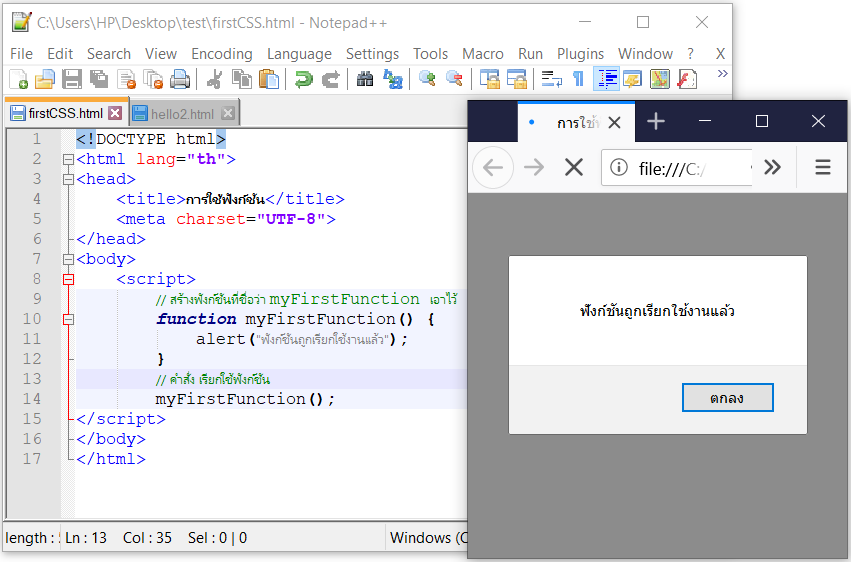 C:\Users\HP\Desktop\test\firstCSS.html - Notepad++
File Edit Search View Encoding Language Settings Tools Macro Run Plugins Window ? X
firstCSS.html hello2.html
1 <!DOCTYPE html>
2 <html lang="th">
3 <head>
4 <title>การใช้ฟังก์ชัน</title>
5 <meta charset="UTF-8">
6 </head>
7 <body>
8 <script>
9 // สร้างฟังก์ชันที่ชื่อว่า myFirstFunction เอาไว้
10 function myFirstFunction() {
11 alert("ฟังก์ชันถูกเรียกใช้งานแล้ว");
12 }
13 // คำสั่ง เรียกใช้ฟังก์ชัน
14 myFirstFunction();
15 </script>
16 </body>
17 </html>
length : Ln : 13 Col : 35 Sel : 0 | 0 Windows (C
การใช้
file:///C:/
ฟังก์ชันถูกเรียกใช้งานแล้ว
ตกลง